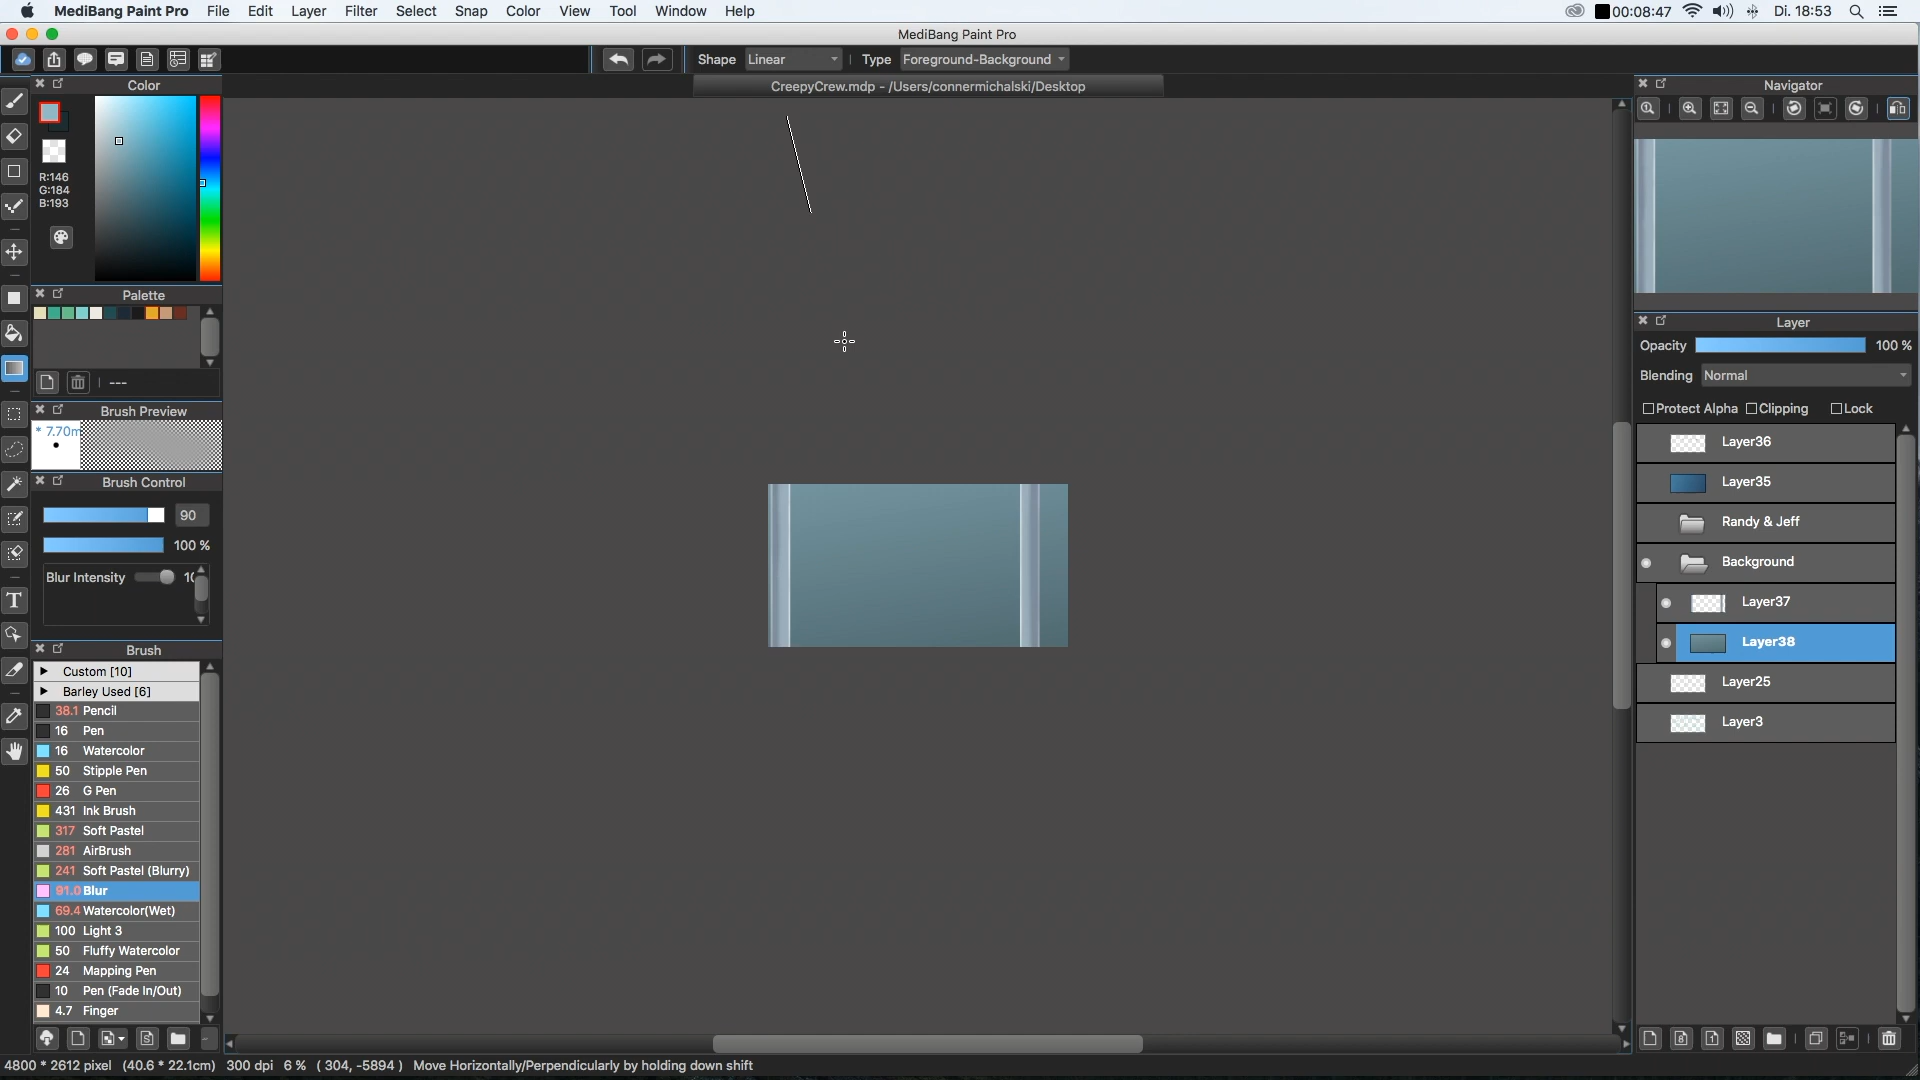 MediBang Paint Pro File Edit Layer Filter Select Snap Color View Tool Window Help 00:08:47 Di. 18:53
MediBang Paint Pro
Shape Linear Type Foreground-Background
CreepyCrew.mdp - /Users/connermichalski/Desktop
Color
R:146
G:184
B:193
Palette
---
Brush Preview
* 7.70m
Brush Control
90
100 %
Blur Intensity 10
Brush
Custom [10]
Barley Used [6]
38.1 Pencil
16 Pen
16 Watercolor
50 Stipple Pen
26 G Pen
431 Ink Brush
317 Soft Pastel
281 AirBrush
241 Soft Pastel (Blurry)
91.0 Blur
69.4 Watercolor(Wet)
100 Light 3
50 Fluffy Watercolor
24 Mapping Pen
10 Pen (Fade In/Out)
4.7 Finger
Navigator
Layer
Opacity 100 %
Blending Normal
Protect Alpha Clipping Lock
Layer36
Layer35
Randy & Jeff
Background
Layer37
Layer38
Layer25
Layer3
4800 * 2612 pixel (40.6 * 22.1cm) 300 dpi 6 % ( 304, -5894 ) Move Horizontally/Perpendicularly by holding down shift